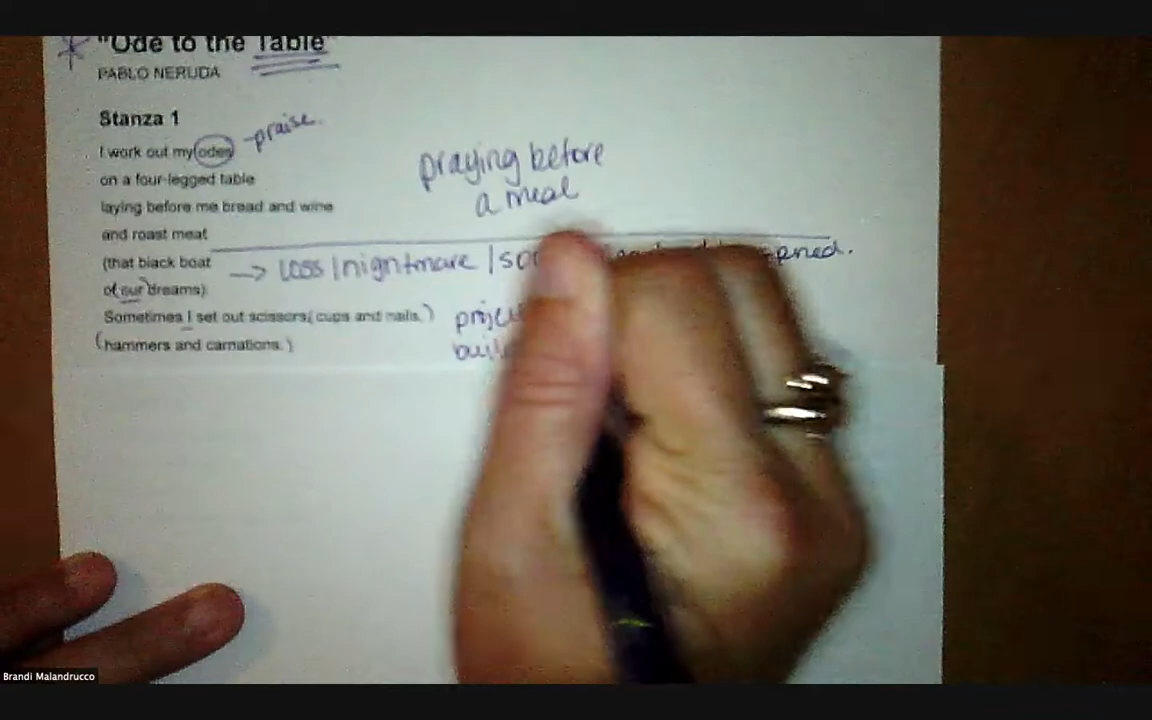 "Ode to the Table"
PABLO NERUDA
Stanza 1
I work out my odes -praise.
on a four-legged table
laying before me bread and wine
and roast meat
praying before
a meal
(that black boat → Loss/nightmare /
of our dreams)
Sometimes I set out scissors, (cups and nails,)
(hammers and carnations.)
Brandi Malandrucco